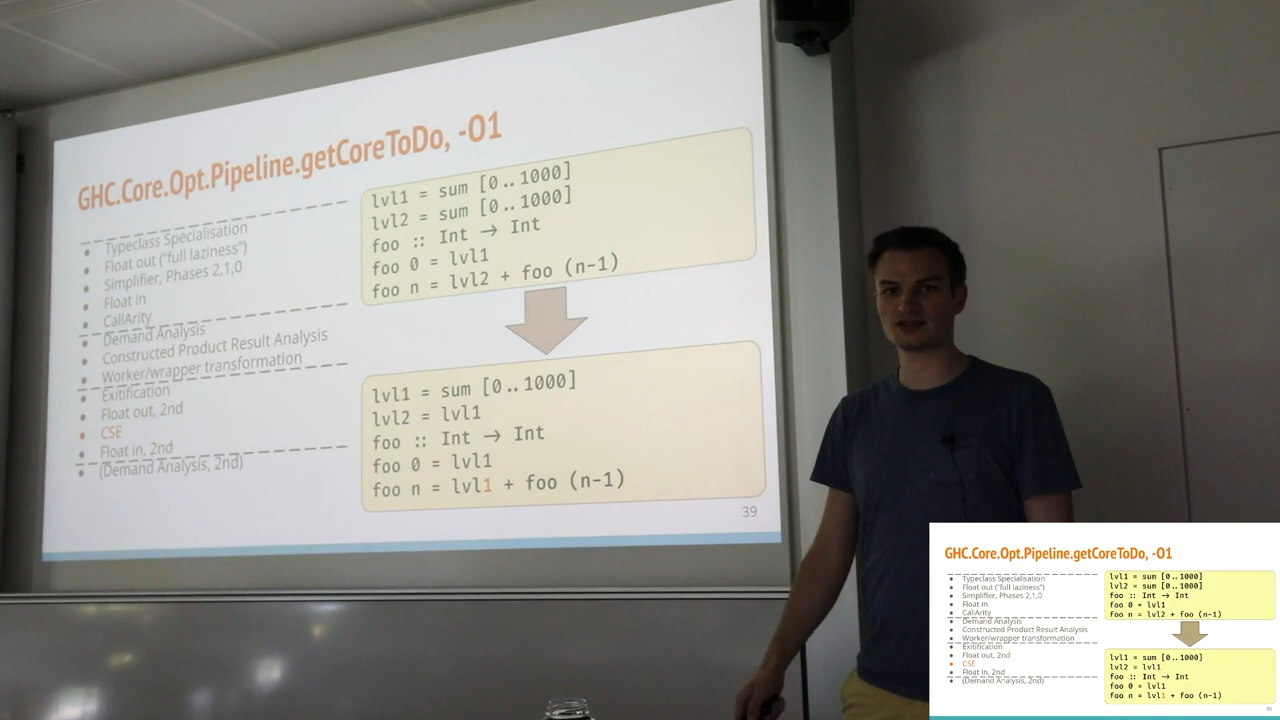 GHC.Core.Opt.Pipeline.getCoreToDo, -O1
Typeclass Specialisation
Float out ("full laziness")
Simplifier, Phases 2,1,0
Float in
CallArity
Demand Analysis
Constructed Product Result Analysis
Worker/wrapper transformation
Exitification
Float out, 2nd
CSE
Float in, 2nd
(Demand Analysis, 2nd)
lvl1 = sum [0..1000]
lvl2 = sum [0..1000]
foo :: Int → Int
foo 0 = lvl1
foo n = lvl2 + foo (n-1)
lvl1 = sum [0..1000]
lvl2 = lvl1
foo :: Int → Int
foo 0 = lvl1
foo n = lvl1 + foo (n-1)
39
GHC.Core.Opt.Pipeline.getCoreToDo, -O1
Typeclass Specialisation
Float out ("full laziness")
Simplifier, Phases 2,1,0
Float in
CallArity
Demand Analysis
Constructed Product Result Analysis
Worker/wrapper transformation
Exitification
Float out, 2nd
CSE
Float in, 2nd
(Demand Analysis, 2nd)
lvl1 = sum [0..1000]
lvl2 = sum [0..1000]
foo :: Int → Int
foo 0 = lvl1
foo n = lvl2 + foo (n-1)
lvl1 = sum [0..1000]
lvl2 = lvl1
foo :: Int → Int
foo 0 = lvl1
foo n = lvl1 + foo (n-1)
39